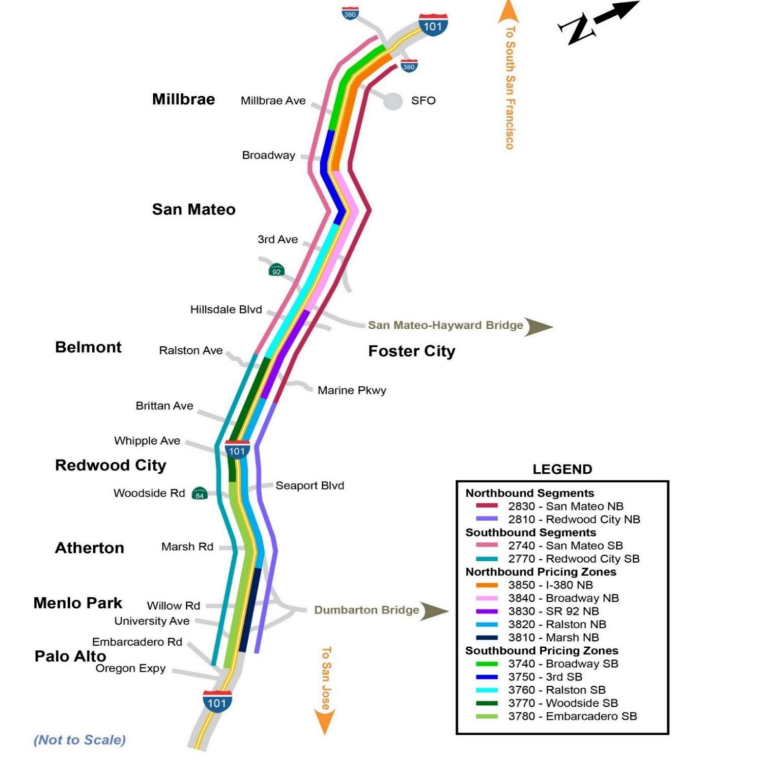 380
101
N
To South San Francisco
380
Millbrae
Millbrae Ave
SFO
Broadway
San Mateo
3rd Ave
92
Hillsdale Blvd
San Mateo-Hayward Bridge
Belmont
Ralston Ave
Foster City
Marine Pkwy
Brittan Ave
Whipple Ave
101
Redwood City
Woodside Rd
84
Seaport Blvd
Atherton
Marsh Rd
Menlo Park
Willow Rd
University Ave
Dumbarton Bridge
Embarcadero Rd
Palo Alto
Oregon Expy
To San Jose
101
(Not to Scale)
LEGEND
Northbound Segments
2830 - San Mateo NB
2810 - Redwood City NB
Southbound Segments
2740 - San Mateo SB
2770 - Redwood City SB
Northbound Pricing Zones
3850 - I-380 NB
3840 - Broadway NB
3830 - SR 92 NB
3820 - Ralston NB
3810 - Marsh NB
Southbound Pricing Zones
3740 - Broadway SB
3750 - 3rd SB
3760 - Ralston SB
3770 - Woodside SB
3780 - Embarcadero SB